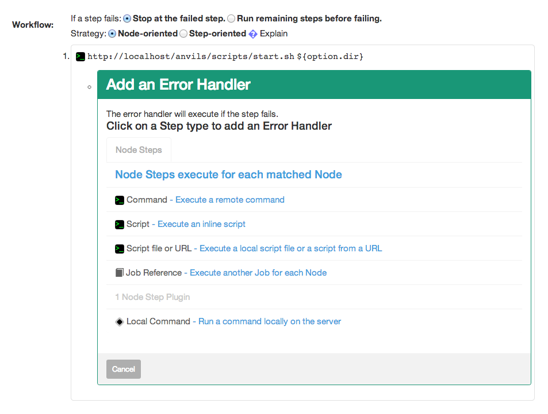 Workflow:
If a step fails: Stop at the failed step. Run remaining steps before failing.
Strategy: Node-oriented Step-oriented Explain
1. http://localhost/anvils/scripts/start.sh ${option.dir}
Add an Error Handler
The error handler will execute if the step fails.
Click on a Step type to add an Error Handler
Node Steps
Node Steps execute for each matched Node
Command - Execute a remote command
Script - Execute an inline script
Script file or URL - Execute a local script file or a script from a URL
Job Reference - Execute another Job for each Node
1 Node Step Plugin
Local Command - Run a command locally on the server
Cancel